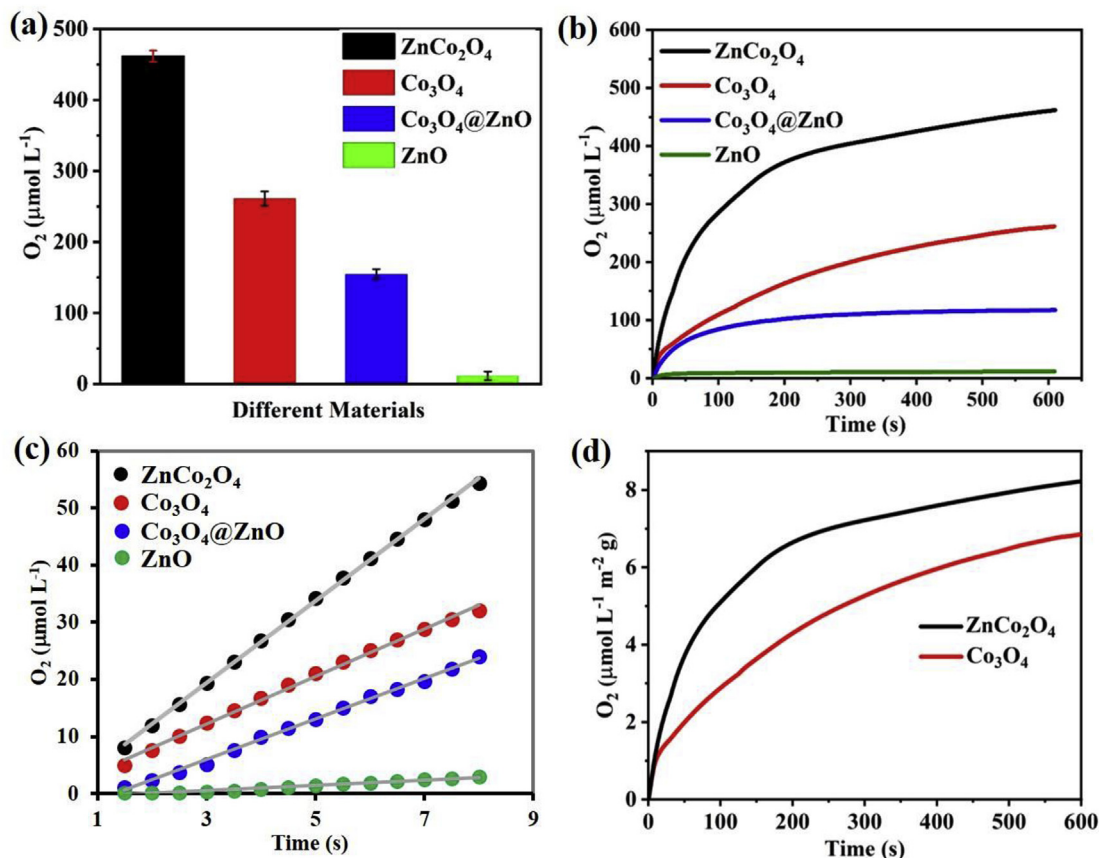 (a)
500
400
300
200
100
0
O₂ (μmol L⁻¹)
ZnCo₂O₄
Co₃O₄
Co₃O₄@ZnO
ZnO
Different Materials
(b)
600
500
400
300
200
100
0
O₂ (μmol L⁻¹)
ZnCo₂O₄
Co₃O₄
Co₃O₄@ZnO
ZnO
0 100 200 300 400 500 600
Time (s)
(c)
60
50
40
30
20
10
0
O₂ (μmol L⁻¹)
ZnCo₂O₄
Co₃O₄
Co₃O₄@ZnO
ZnO
1 3 5 7 9
Time (s)
(d)
8
6
4
2
0
O₂ (μmol L⁻¹ m⁻² g)
ZnCo₂O₄
Co₃O₄
0 100 200 300 400 500 600
Time (s)